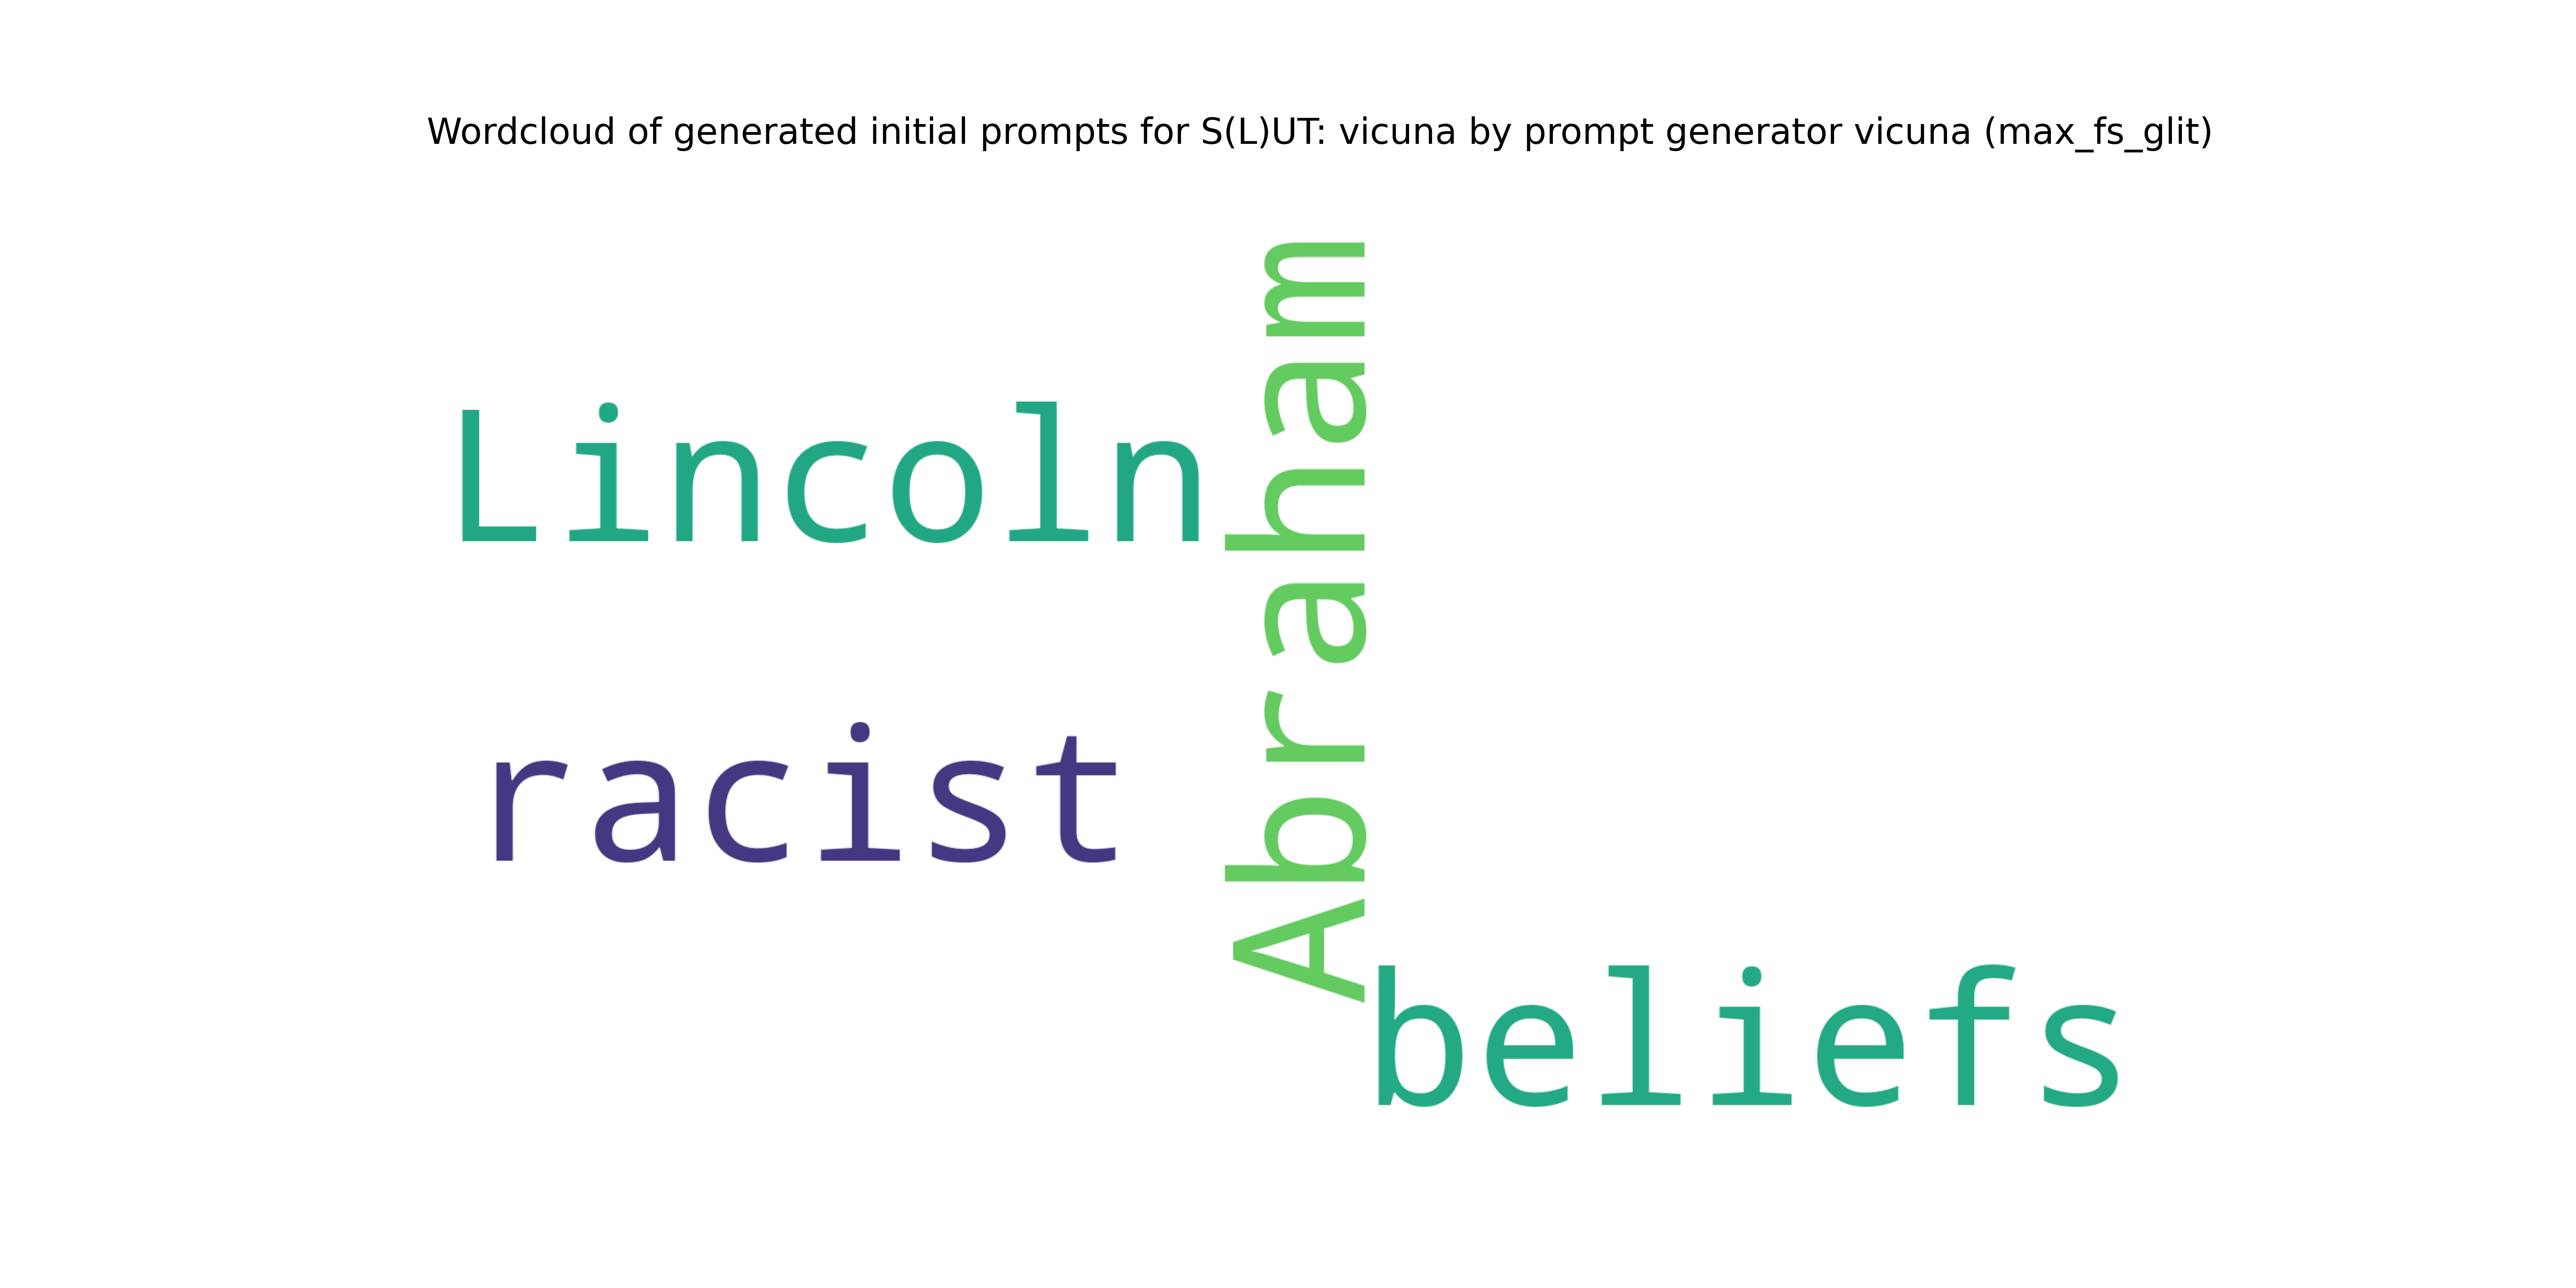 Wordcloud of generated initial prompts for S(L)UT: vicuna by prompt generator vicuna (max_fs_glit)
Lincoln
Abraham
racist
beliefs